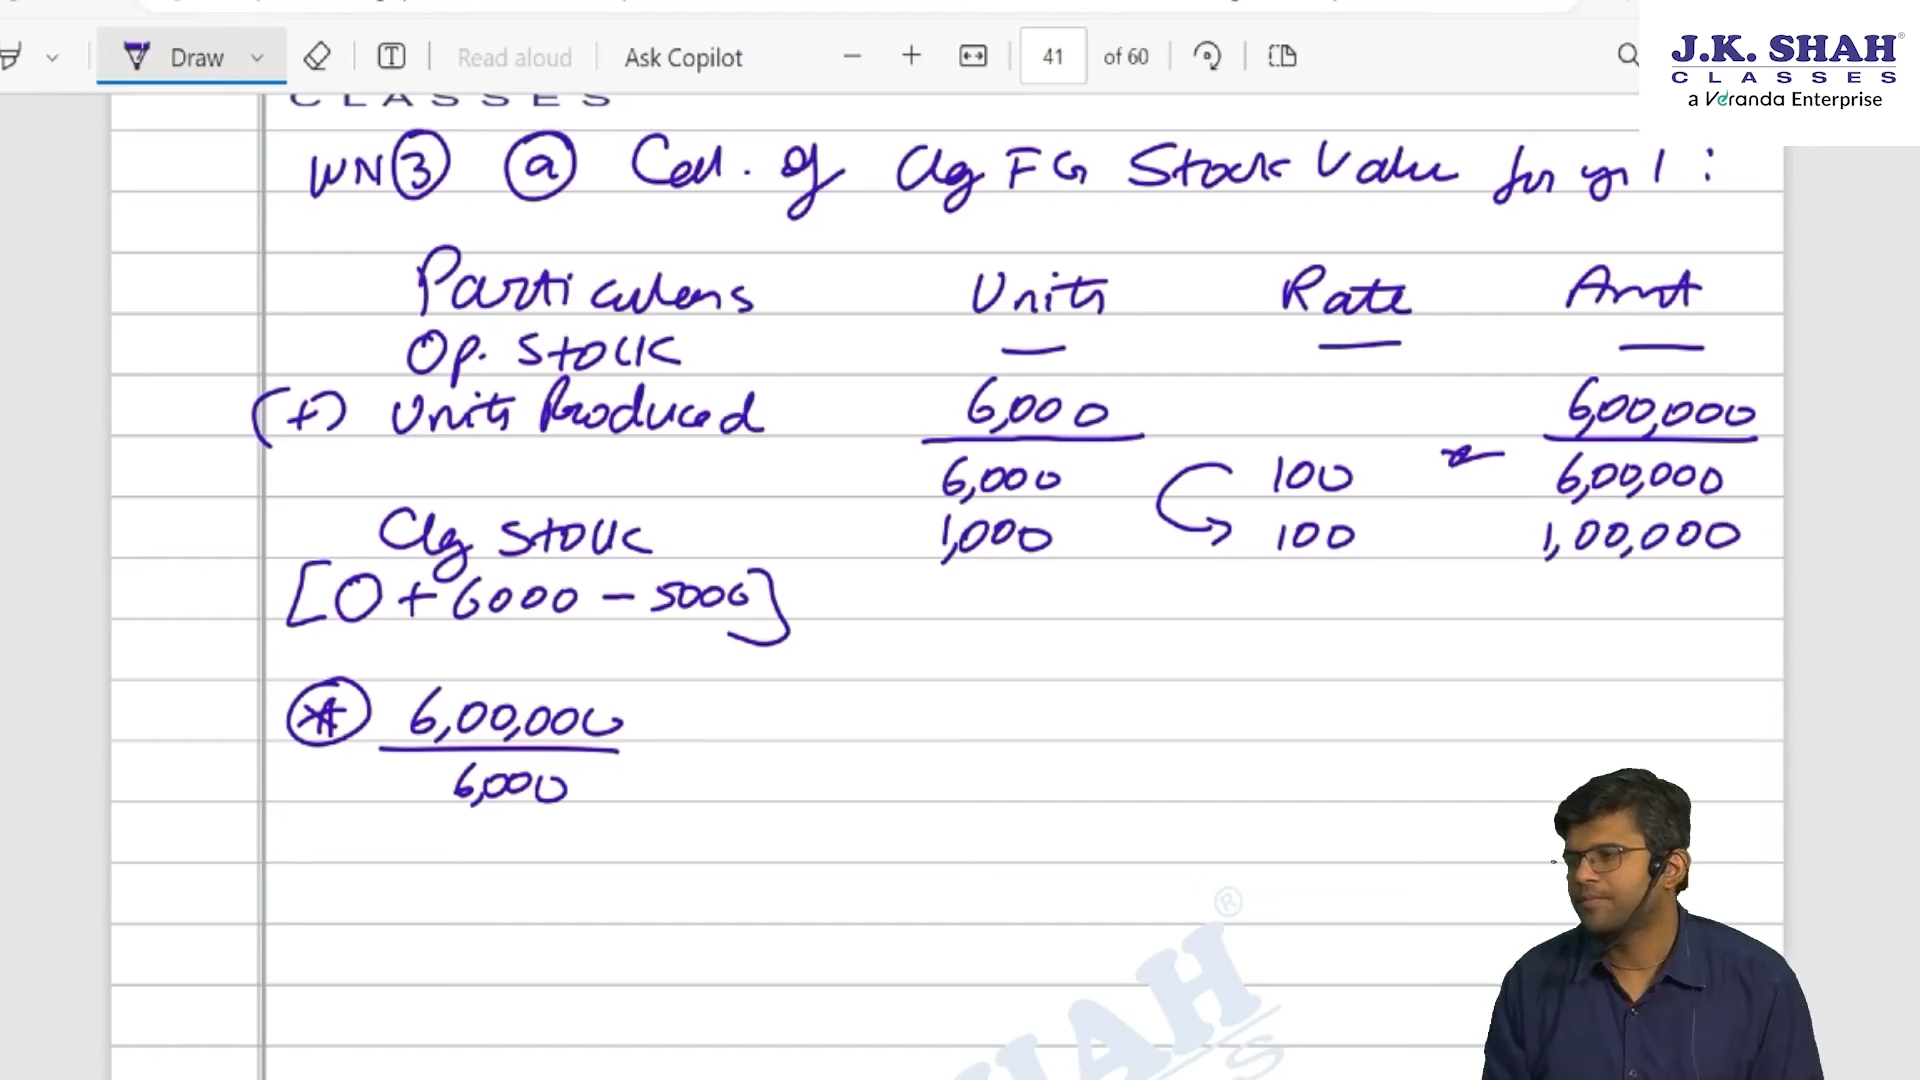 Draw
Read aloud
Ask Copilot
41 of 60
J.K. SHAH®
CLASSES
a Veranda Enterprise
CLASSES
WN ③ ⓐ Cal. of Clg FG Stock Value for yr 1 :
Particulars Units Rate Amt
Op. Stock — — —
(+) Units Produced 6,000 6,00,000
6,000 100 * 6,00,000
Clg Stock 1,000 100 1,00,000
[0 + 6000 - 5000]
* 6,00,000
6,000
®
HAH
S